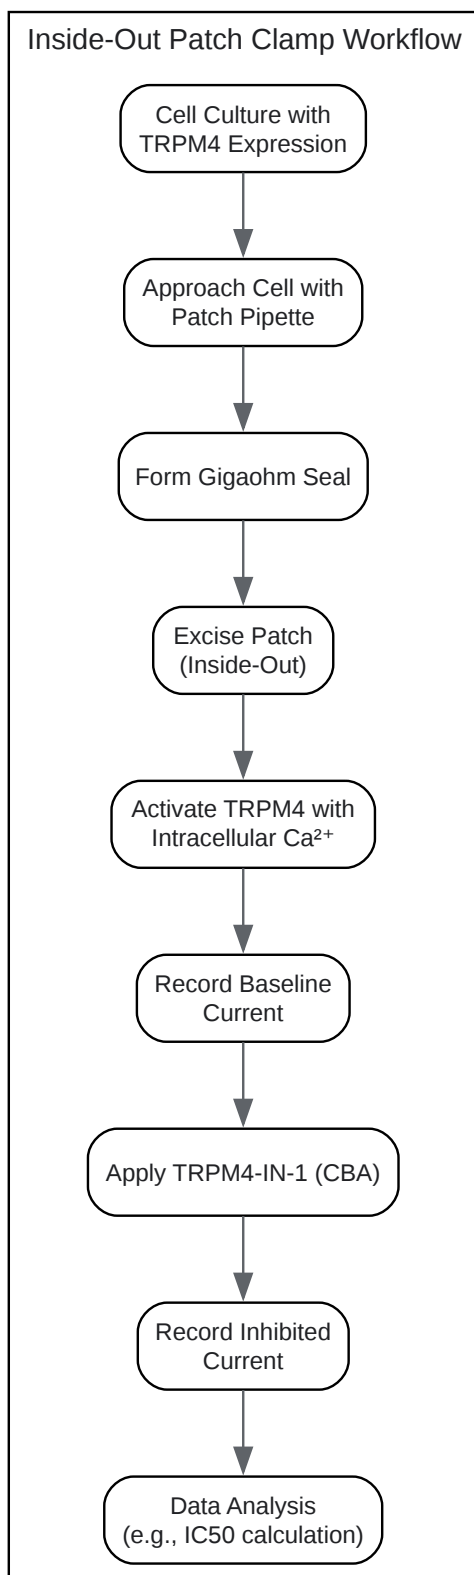 Inside-Out Patch Clamp Workflow
Cell Culture with
TRPM4 Expression
Approach Cell with
Patch Pipette
Form Gigaohm Seal
Excise Patch
(Inside-Out)
Activate TRPM4 with
Intracellular Ca²⁺
Record Baseline
Current
Apply TRPM4-IN-1 (CBA)
Record Inhibited
Current
Data Analysis
(e.g., IC50 calculation)